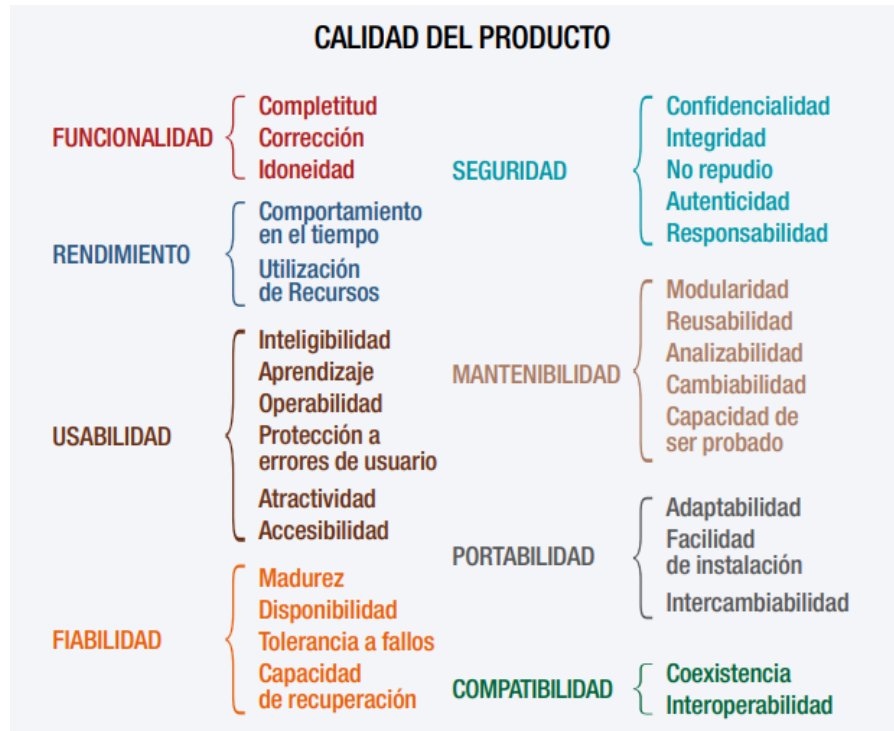 CALIDAD DEL PRODUCTO
FUNCIONALIDAD
Completitud
Corrección
Idoneidad
RENDIMIENTO
Comportamiento
en el tiempo
Utilización
de Recursos
USABILIDAD
Inteligibilidad
Aprendizaje
Operabilidad
Protección a
errores de usuario
Atractividad
Accesibilidad
FIABILIDAD
Madurez
Disponibilidad
Tolerancia a fallos
Capacidad
de recuperación
SEGURIDAD
Confidencialidad
Integridad
No repudio
Autenticidad
Responsabilidad
MANTENIBILIDAD
Modularidad
Reusabilidad
Analizabilidad
Cambiabilidad
Capacidad de
ser probado
PORTABILIDAD
Adaptabilidad
Facilidad
de instalación
Intercambiabilidad
COMPATIBILIDAD
Coexistencia
Interoperabilidad